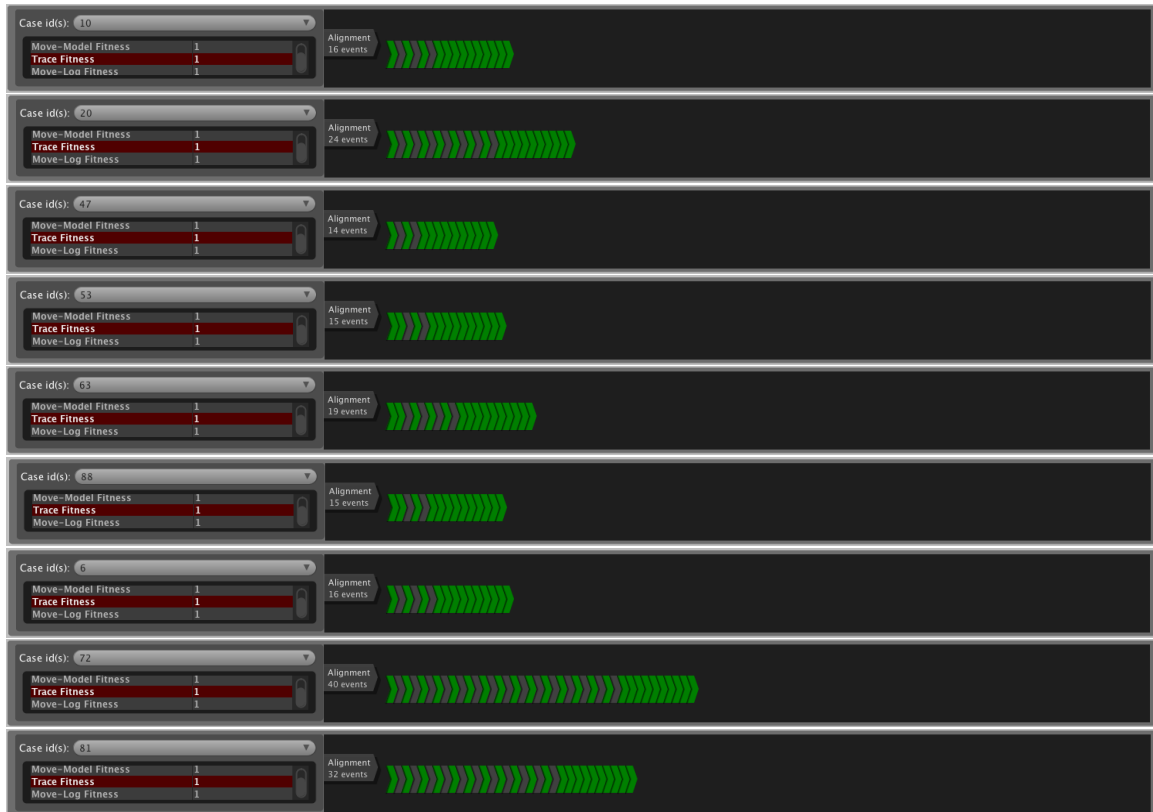 Case id(s): 10
Move-Model Fitness 1
Trace Fitness 1
Move-Log Fitness 1
Alignment
16 events
Case id(s): 20
Move-Model Fitness 1
Trace Fitness 1
Move-Log Fitness 1
Alignment
24 events
Case id(s): 47
Move-Model Fitness 1
Trace Fitness 1
Move-Log Fitness 1
Alignment
14 events
Case id(s): 53
Move-Model Fitness 1
Trace Fitness 1
Move-Log Fitness 1
Alignment
15 events
Case id(s): 63
Move-Model Fitness 1
Trace Fitness 1
Move-Log Fitness 1
Alignment
19 events
Case id(s): 88
Move-Model Fitness 1
Trace Fitness 1
Move-Log Fitness 1
Alignment
15 events
Case id(s): 6
Move-Model Fitness 1
Trace Fitness 1
Move-Log Fitness 1
Alignment
16 events
Case id(s): 72
Move-Model Fitness 1
Trace Fitness 1
Move-Log Fitness 1
Alignment
40 events
Case id(s): 81
Move-Model Fitness 1
Trace Fitness 1
Move-Log Fitness 1
Alignment
32 events